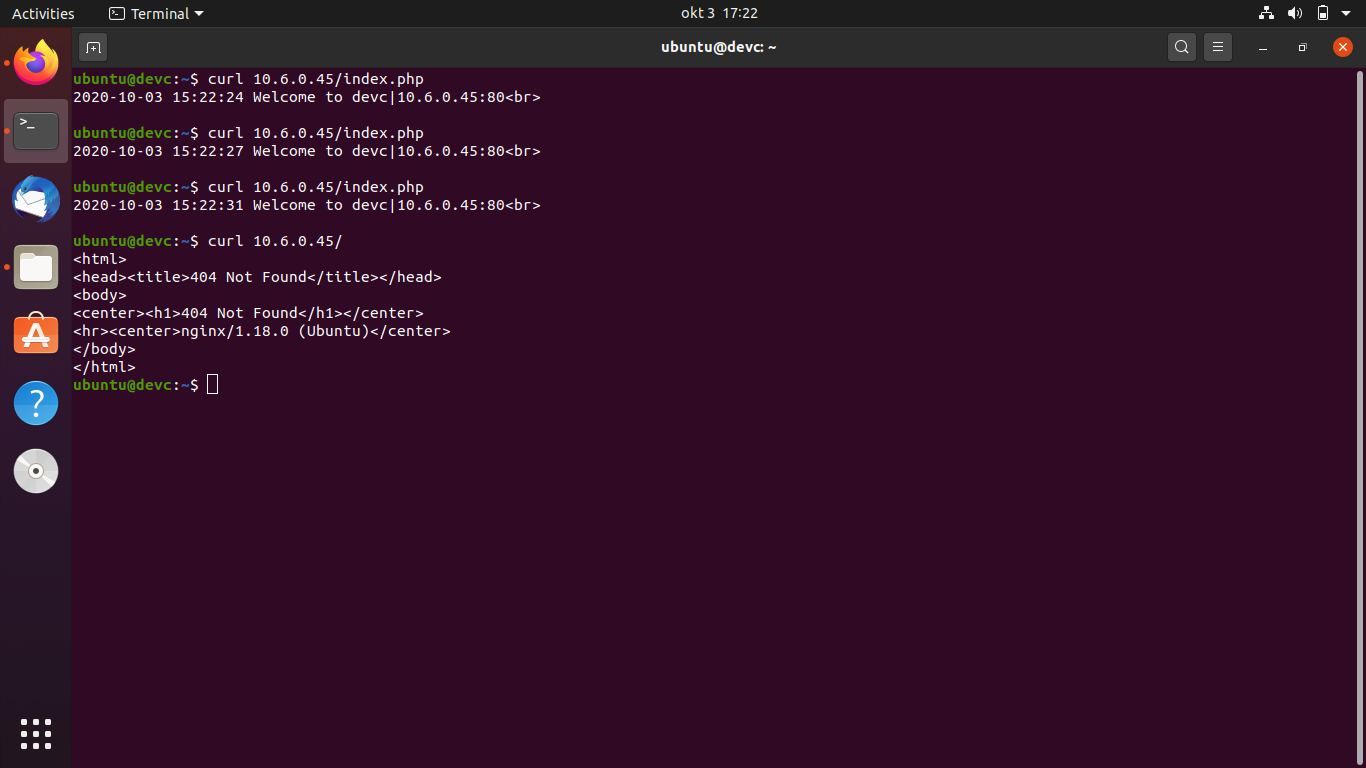 Activities
Terminal
okt 3 17:22
ubuntu@devc: ~
ubuntu@devc:~$ curl 10.6.0.45/index.php
2020-10-03 15:22:24 Welcome to devc|10.6.0.45:80<br>
ubuntu@devc:~$ curl 10.6.0.45/index.php
2020-10-03 15:22:27 Welcome to devc|10.6.0.45:80<br>
ubuntu@devc:~$ curl 10.6.0.45/index.php
2020-10-03 15:22:31 Welcome to devc|10.6.0.45:80<br>
ubuntu@devc:~$ curl 10.6.0.45/
<html>
<head><title>404 Not Found</title></head>
<body>
<center><h1>404 Not Found</h1></center>
<hr><center>nginx/1.18.0 (Ubuntu)</center>
</body>
</html>
ubuntu@devc:~$